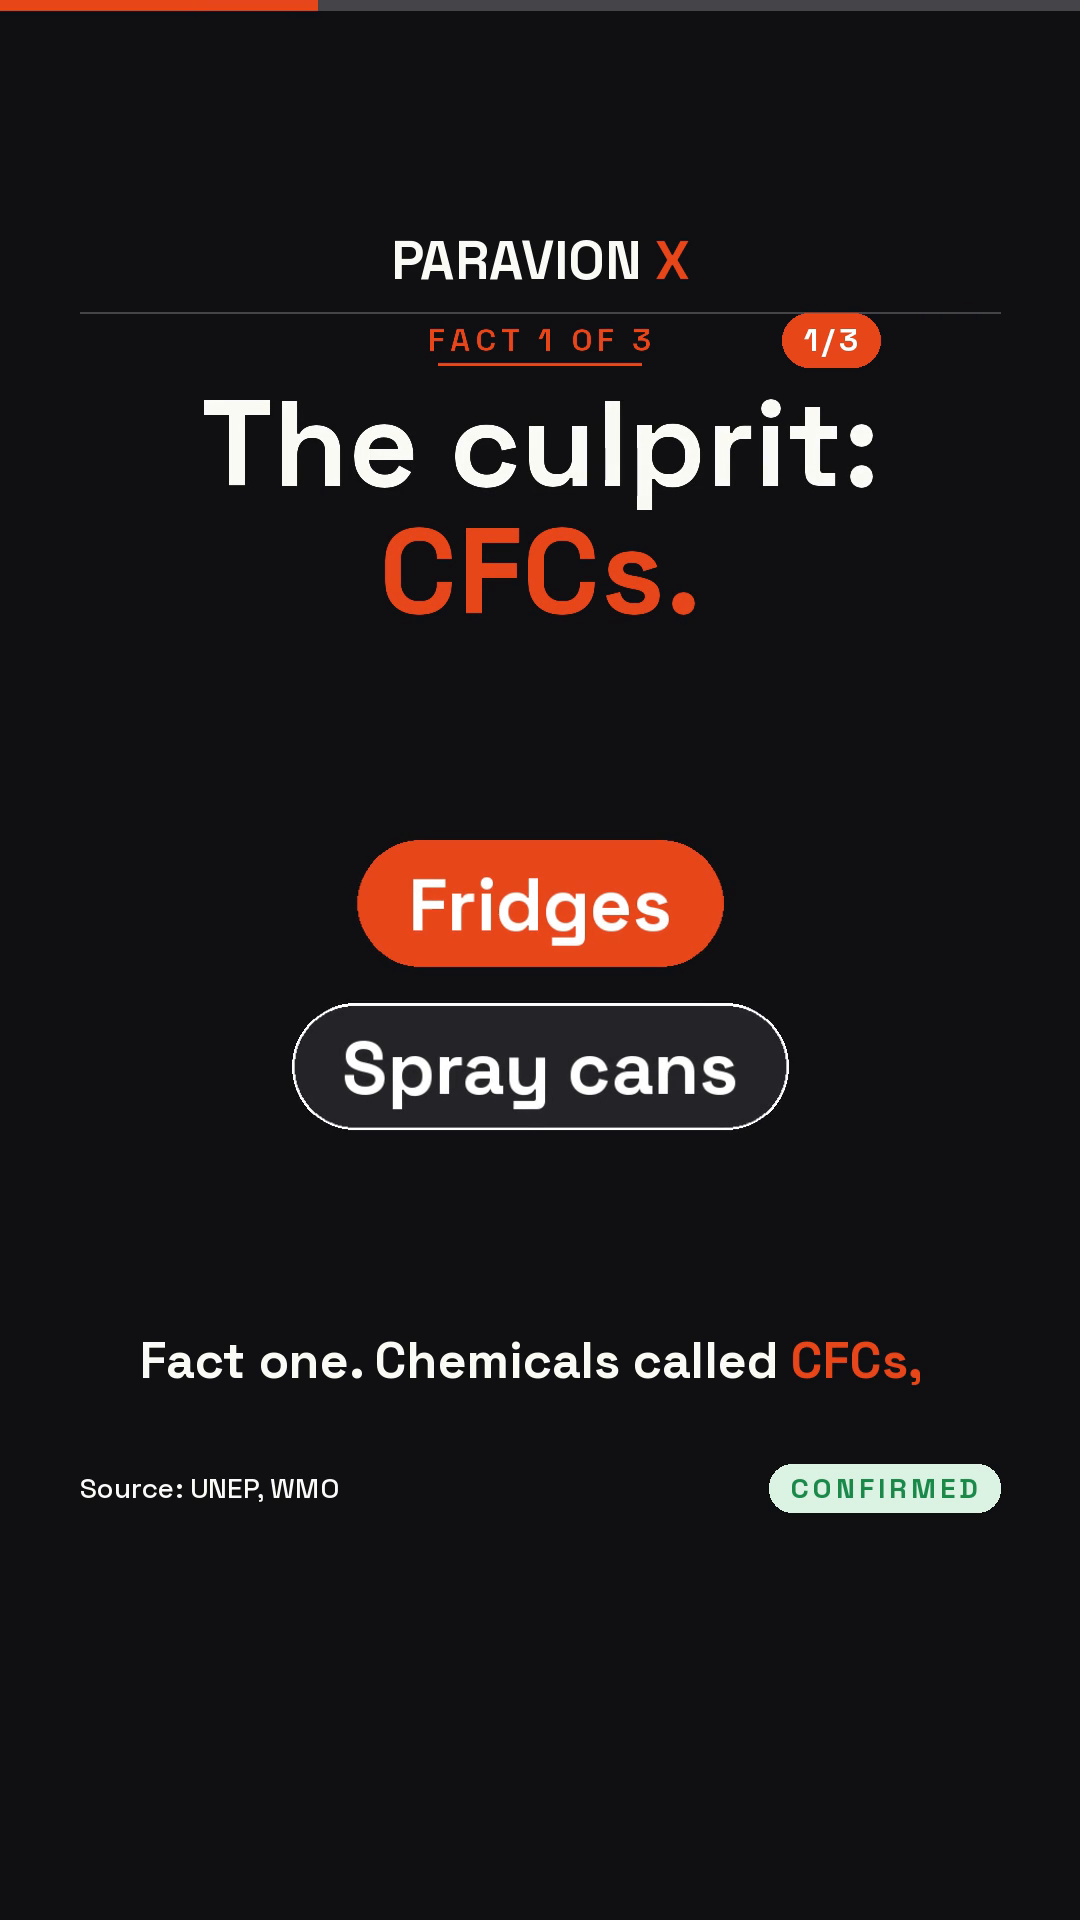 PARAVION X
FACT 1 OF 3
1/3
The culprit:
CFCs.
Fridges
Spray cans
Fact one. Chemicals called CFCs,
Source: UNEP, WMO
CONFIRMED